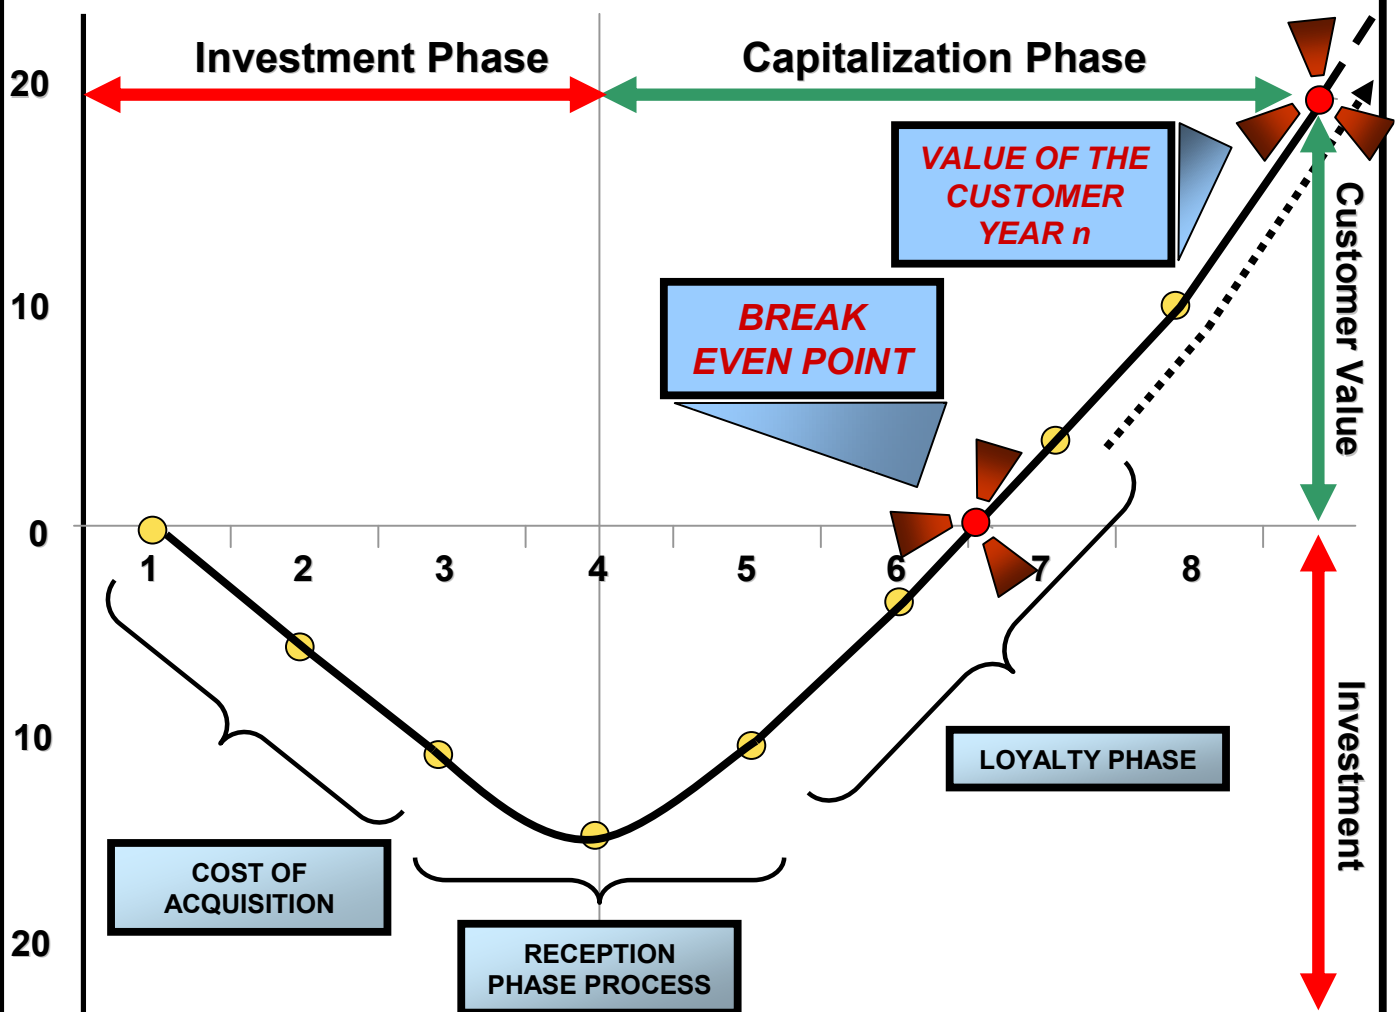 Investment Phase
Capitalization Phase
20
VALUE OF THE
CUSTOMER
YEAR n
Customer Value
10
BREAK
EVEN POINT
0
1 2 3 4 5 6 7 8
Investment
10
LOYALTY PHASE
COST OF
ACQUISITION
20
RECEPTION
PHASE PROCESS